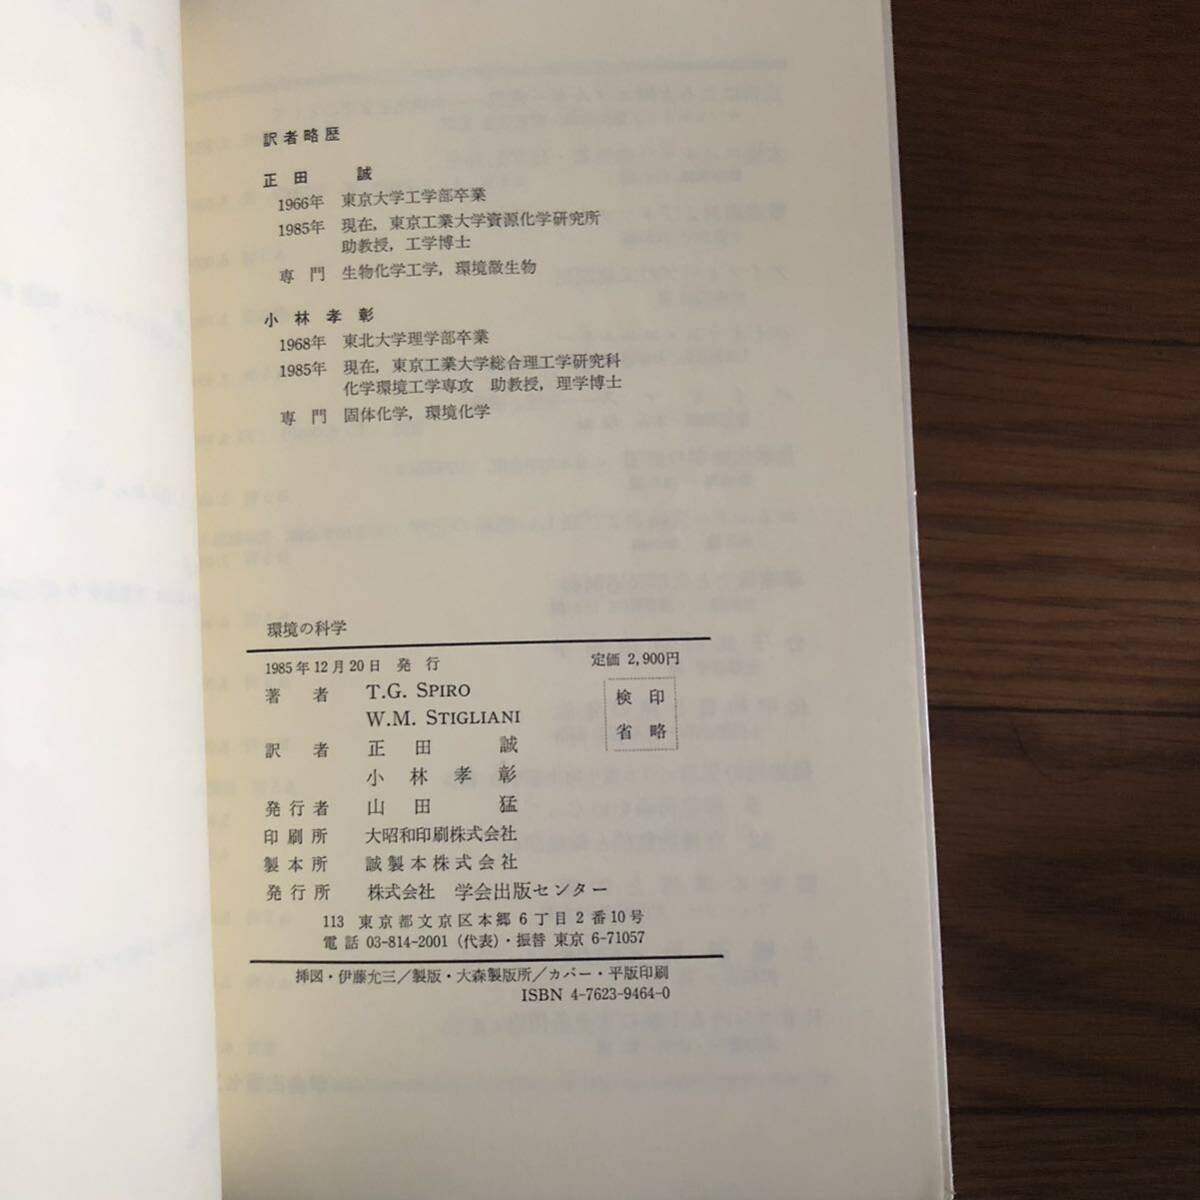 訳者略歴
正田 誠
1966年 東京大学工学部卒業
1985年 現在，東京工業大学資源化学研究所
助教授，工学博士
専門 生物化学工学，環境微生物
小林孝彰
1968年 東北大学理学部卒業
1985年 現在，東京工業大学総合理工学研究科
化学環境工学専攻 助教授，理学博士
専門 固体化学，環境化学
環境の科学
1985年12月20日 発行 定価 2,900円
著者 T.G. SPIRO
W.M. STIGLIANI
検印
省略
訳者 正田 誠
小林孝彰
発行者 山田 猛
印刷所 大昭和印刷株式会社
製本所 誠製本株式会社
発行所 株式会社 学会出版センター
113 東京都文京区本郷6丁目2番10号
電話 03-814-2001（代表）・振替 東京 6-71057
挿図・伊藤允三／製版・大森製版所／カバー・平版印刷
ISBN 4-7623-9464-0